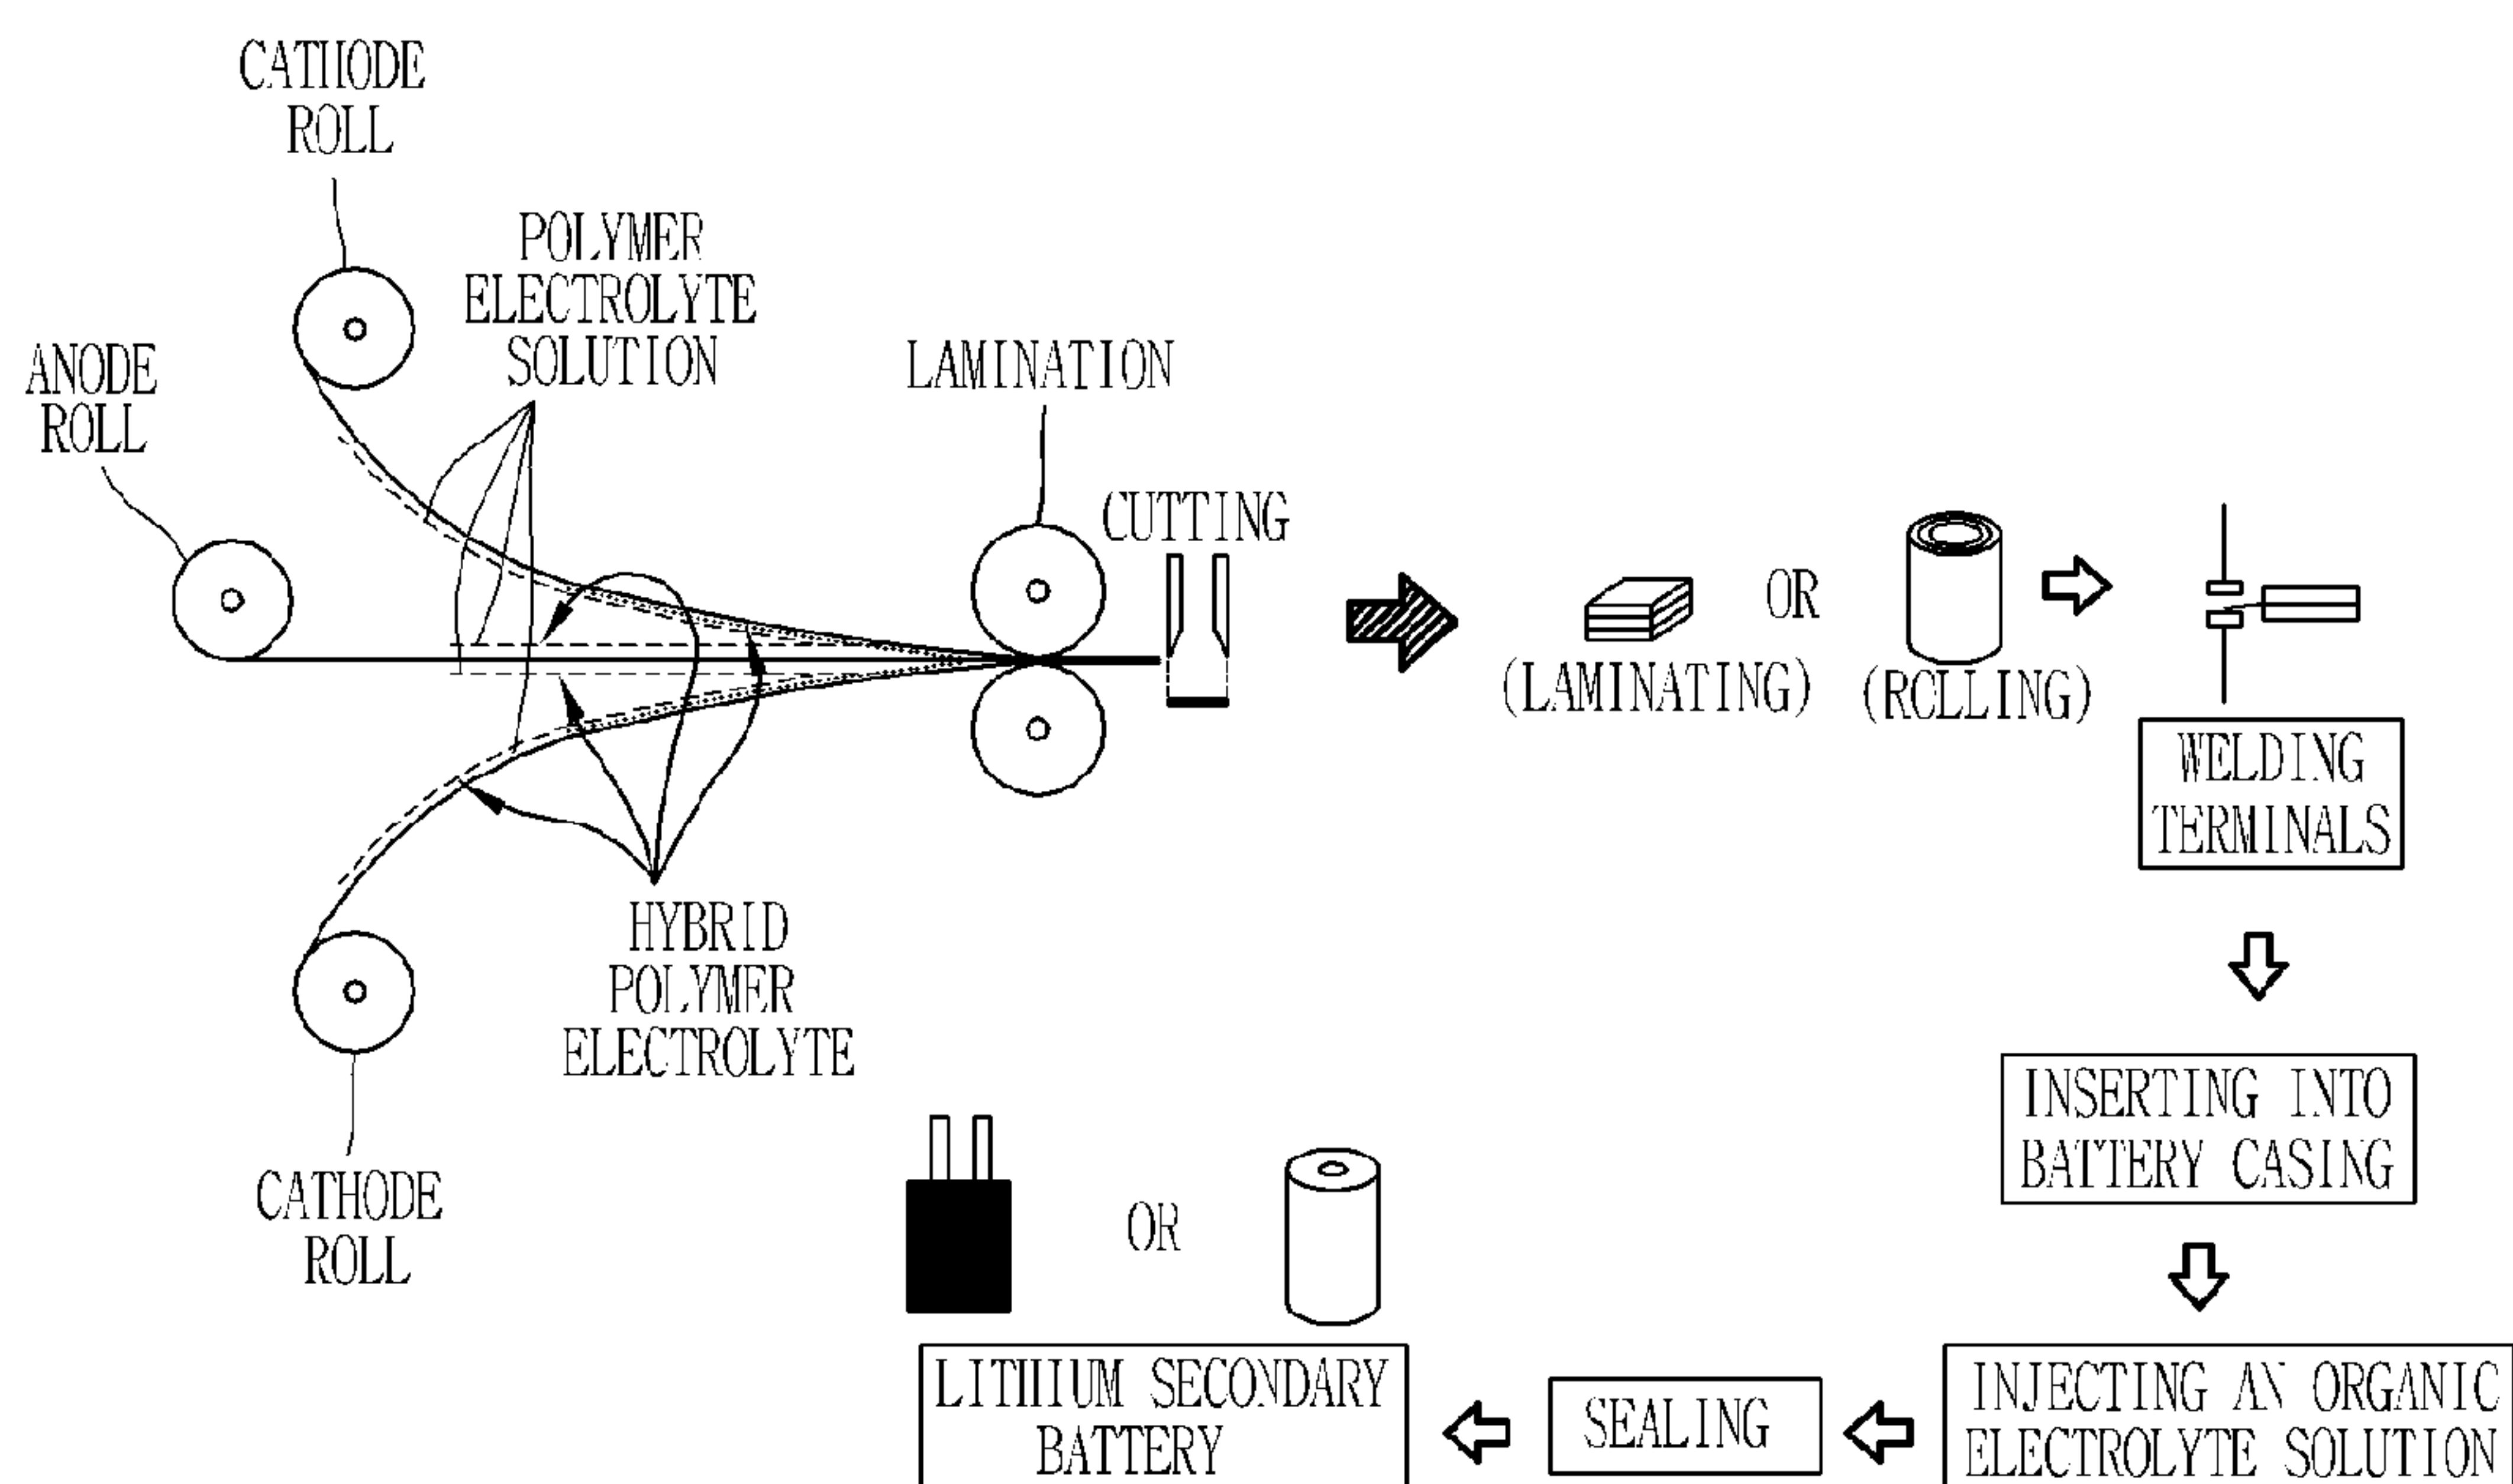 CATHODE
ROLL
POLYMER
ELECTROLYTE
SOLUTION
ANODE
ROLL
LAMINATION
CUTTING
OR
(LAMINATING)
(ROLLING)
WELDING
TERMINALS
HYBRID
POLYMER
ELECTROLYTE
CATHODE
ROLL
INSERTING INTO
BATTERY CASING
OR
INJECTING AN ORGANIC
ELECTROLYTE SOLUTION
SEALING
LITHIUM SECONDARY
BATTERY